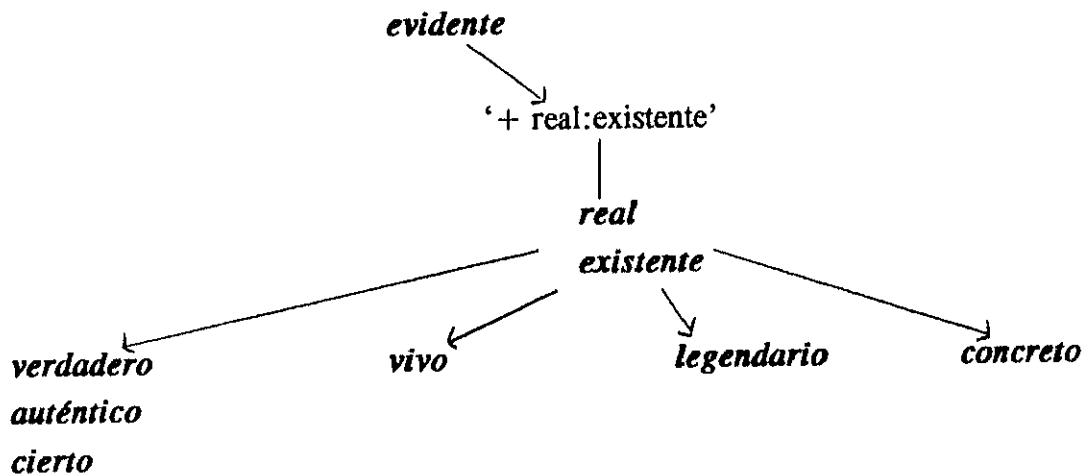 evidente
‘+ real:existente’
real
existente
verdadero vivo legendario concreto
auténtico
cierto